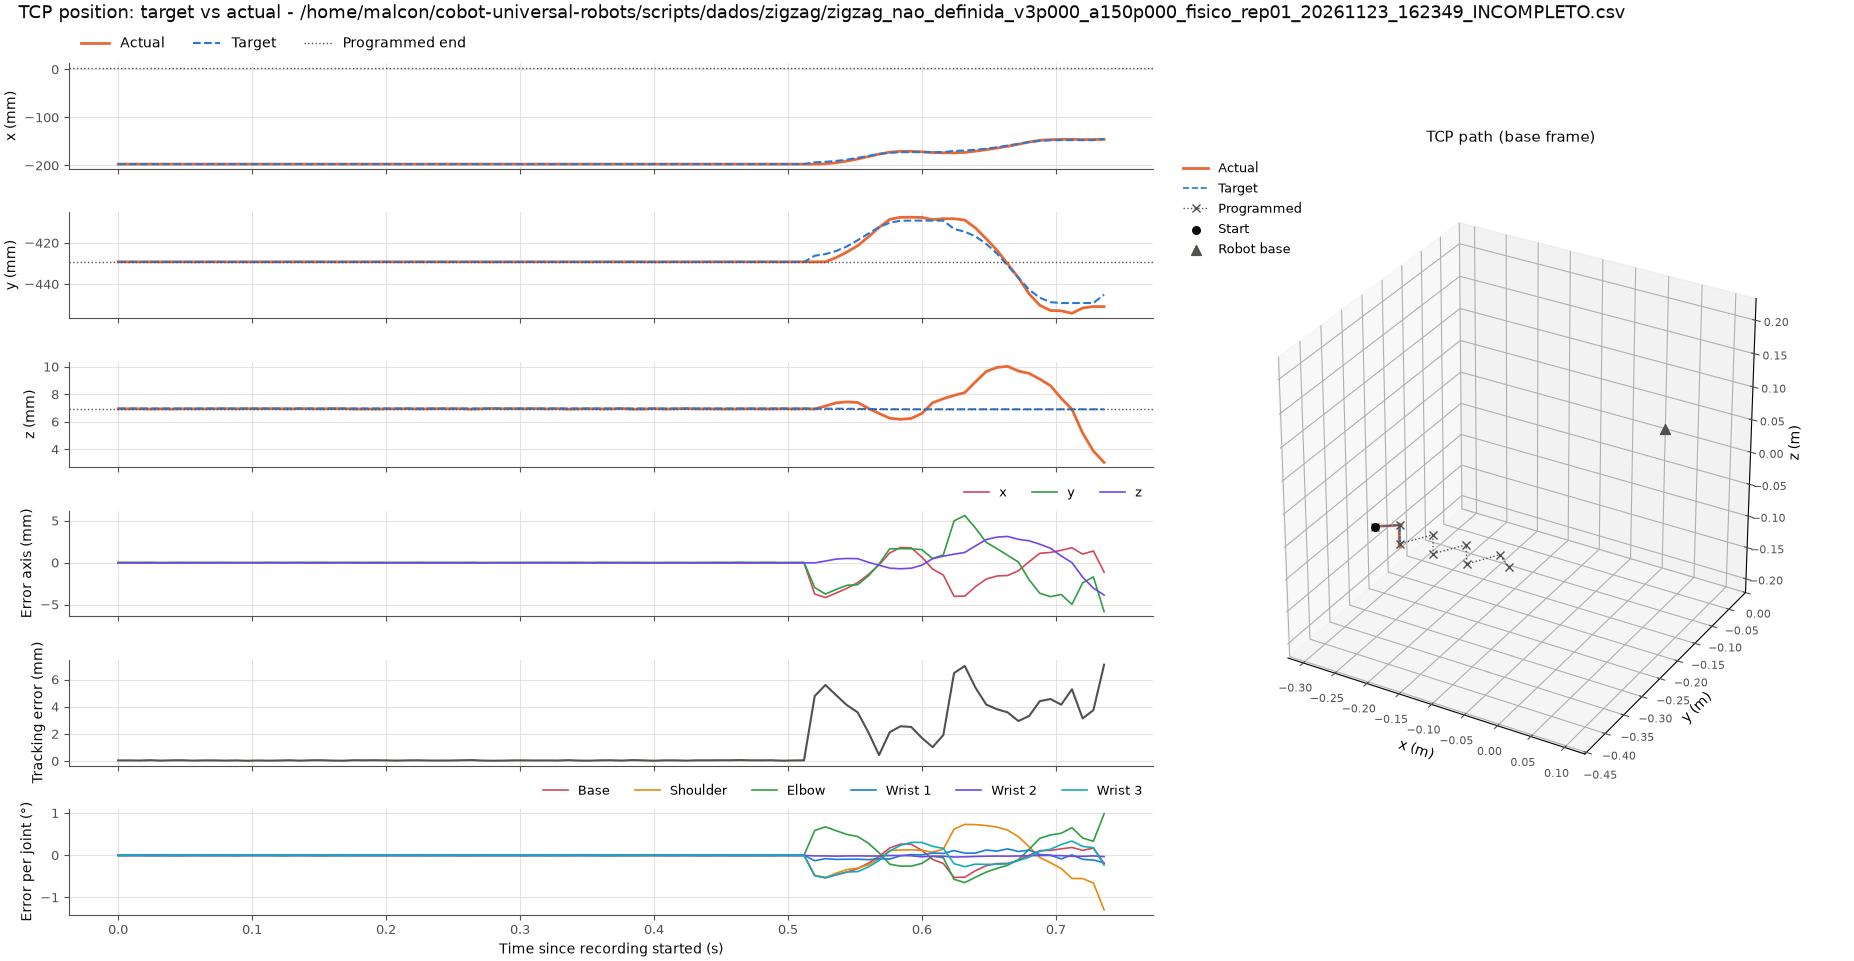 TCP position: target vs actual - /home/malcon/cobot-universal-robots/scripts/dados/zigzag/zigzag_nao_definida_v3p000_a150p000_fisico_rep01_20261123_162349_INCOMPLETO.csv
Actual Target Programmed end
0
−100
−200
x (mm)
−420
−440
y (mm)
10
8
6
4
z (mm)
x y z
5
0
−5
Error axis (mm)
6
4
2
0
Tracking error (mm)
Base Shoulder Elbow Wrist 1 Wrist 2 Wrist 3
1
0
−1
Error per joint (°)
0.0 0.1 0.2 0.3 0.4 0.5 0.6 0.7
Time since recording started (s)
TCP path (base frame)
Actual
Target
Programmed
Start
Robot base
0.20
0.15
0.10
0.05
0.00
−0.05
−0.10
−0.15
−0.20
z (m)
0.00
−0.05
−0.10
−0.15
−0.20
−0.25
−0.30
−0.35
−0.40
−0.45
y (m)
−0.30
−0.25
−0.20
−0.15
−0.10
−0.05
0.00
0.05
0.10
x (m)